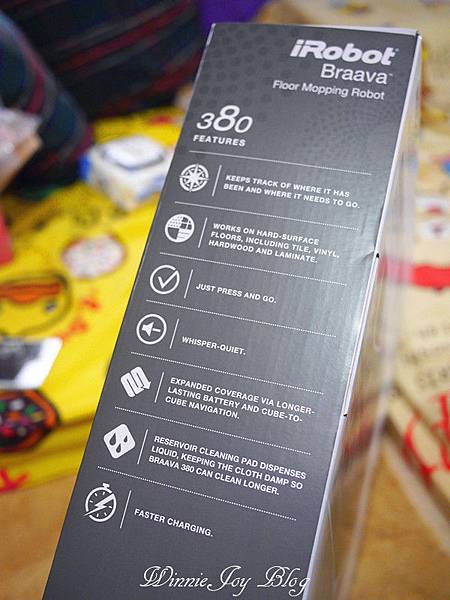 iRobot®
Braava™
Floor Mopping Robot
380
FEATURES
KEEPS TRACK OF WHERE IT HAS
BEEN AND WHERE IT NEEDS TO GO.
WORKS ON HARD-SURFACE
FLOORS, INCLUDING TILE, VINYL,
HARDWOOD AND LAMINATE.
JUST PRESS AND GO.
WHISPER-QUIET.
EXPANDED COVERAGE VIA LONGER-
LASTING BATTERY AND CUBE-TO-
CUBE NAVIGATION.
RESERVOIR CLEANING PAD DISPENSES
LIQUID, KEEPING THE CLOTH DAMP SO
BRAAVA 380 CAN CLEAN LONGER.
FASTER CHARGING.
WinnieJoy Blog